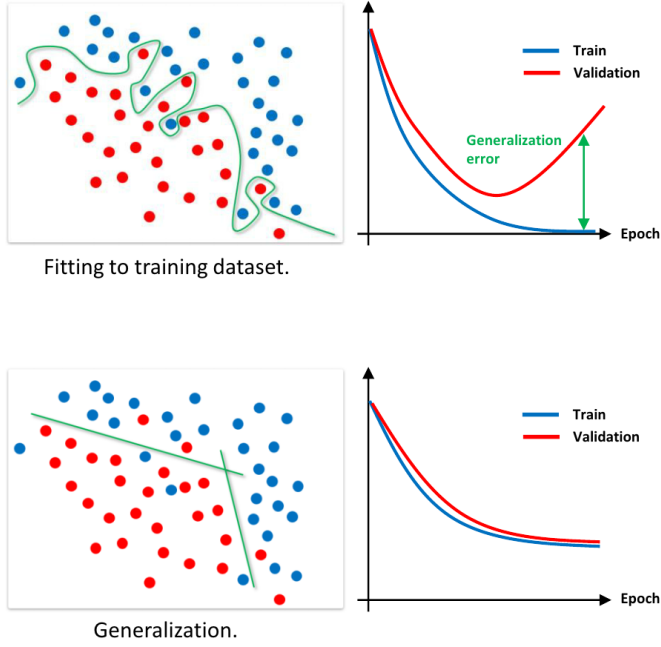 Train
Validation
Generalization
error
Epoch
Fitting to training dataset.
Train
Validation
Epoch
Generalization.